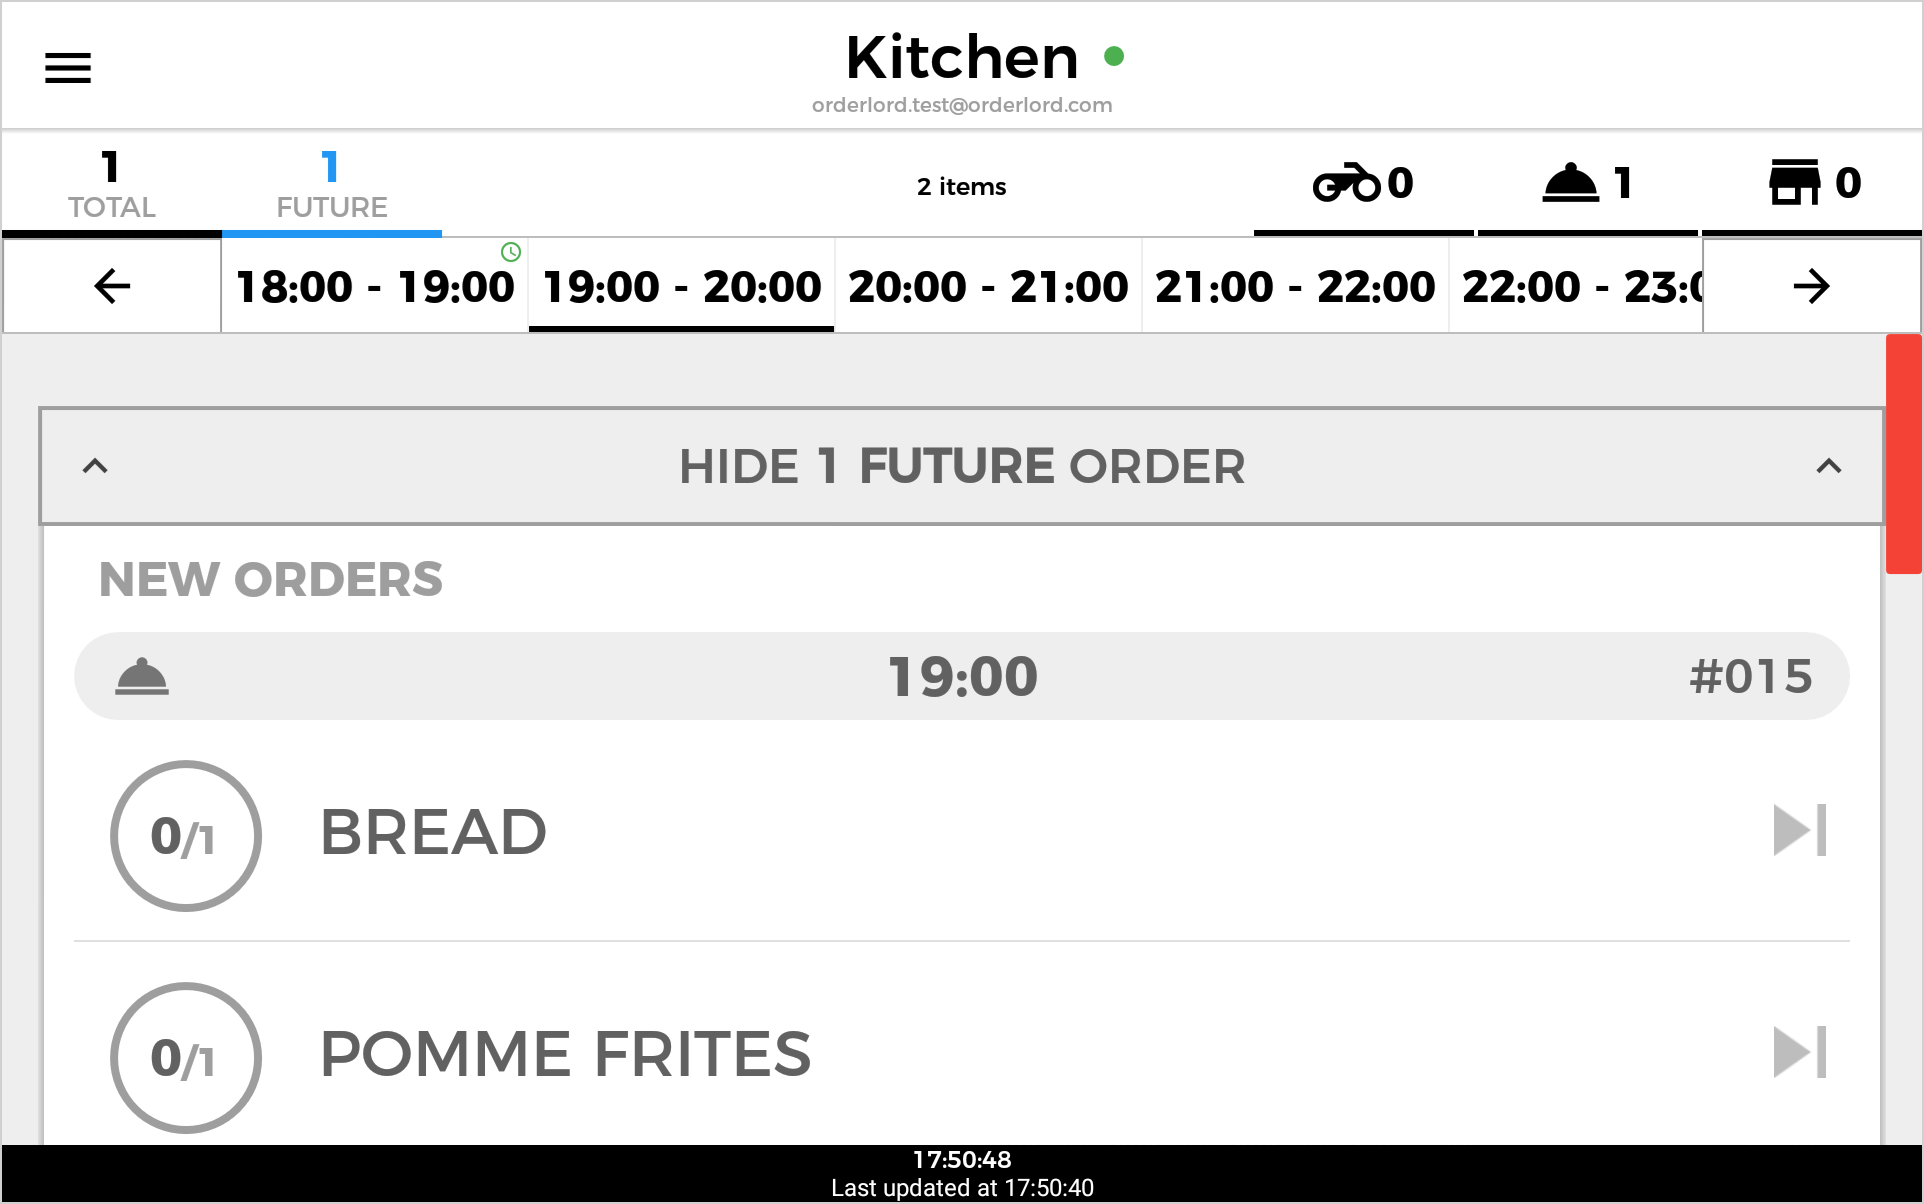 Kitchen
orderlord.test@orderlord.com
1
TOTAL
1
FUTURE
2 items
0
1
0
18:00 - 19:00
19:00 - 20:00
20:00 - 21:00
21:00 - 22:00
22:00 - 23:0
HIDE 1 FUTURE ORDER
NEW ORDERS
19:00 #015
0/1 BREAD
0/1 POMME FRITES
17:50:48
Last updated at 17:50:40